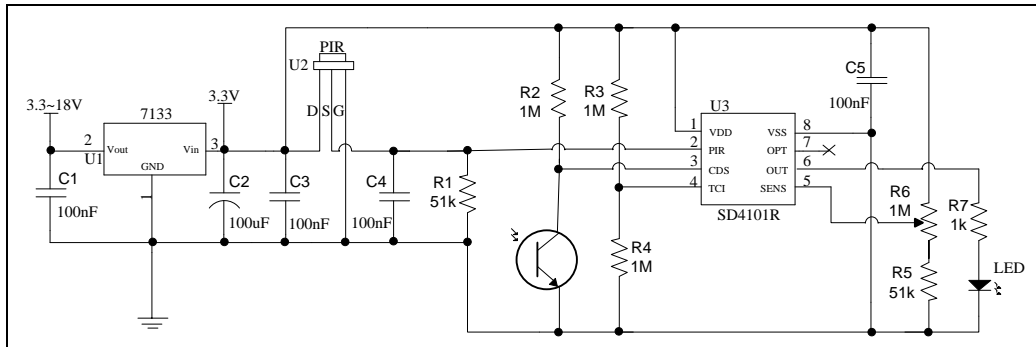 3.3~18V
7133
2
Vout
Vin
3
U1
GND
1
C1
100nF
3.3V
C2
100uF
C3
100nF
PIR
U2
D
S
G
C4
100nF
R1
51k
R2
1M
R3
1M
R4
1M
U3
1
VDD
VSS
8
2
PIR
OPT
7
3
CDS
OUT
6
4
TCI
SENS
5
SD4101R
C5
100nF
R6
1M
R5
51k
R7
1k
LED